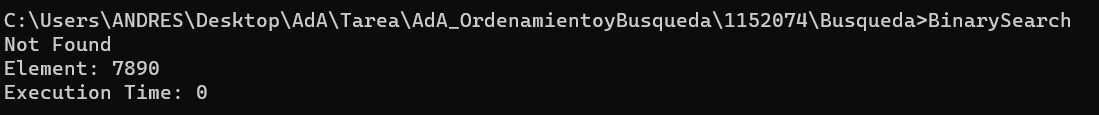 C:\Users\ANDRES\Desktop\AdA\Tarea\AdA_OrdenamientoyBusqueda\1152074\Busqueda>BinarySearch
Not Found
Element: 7890
Execution Time: 0